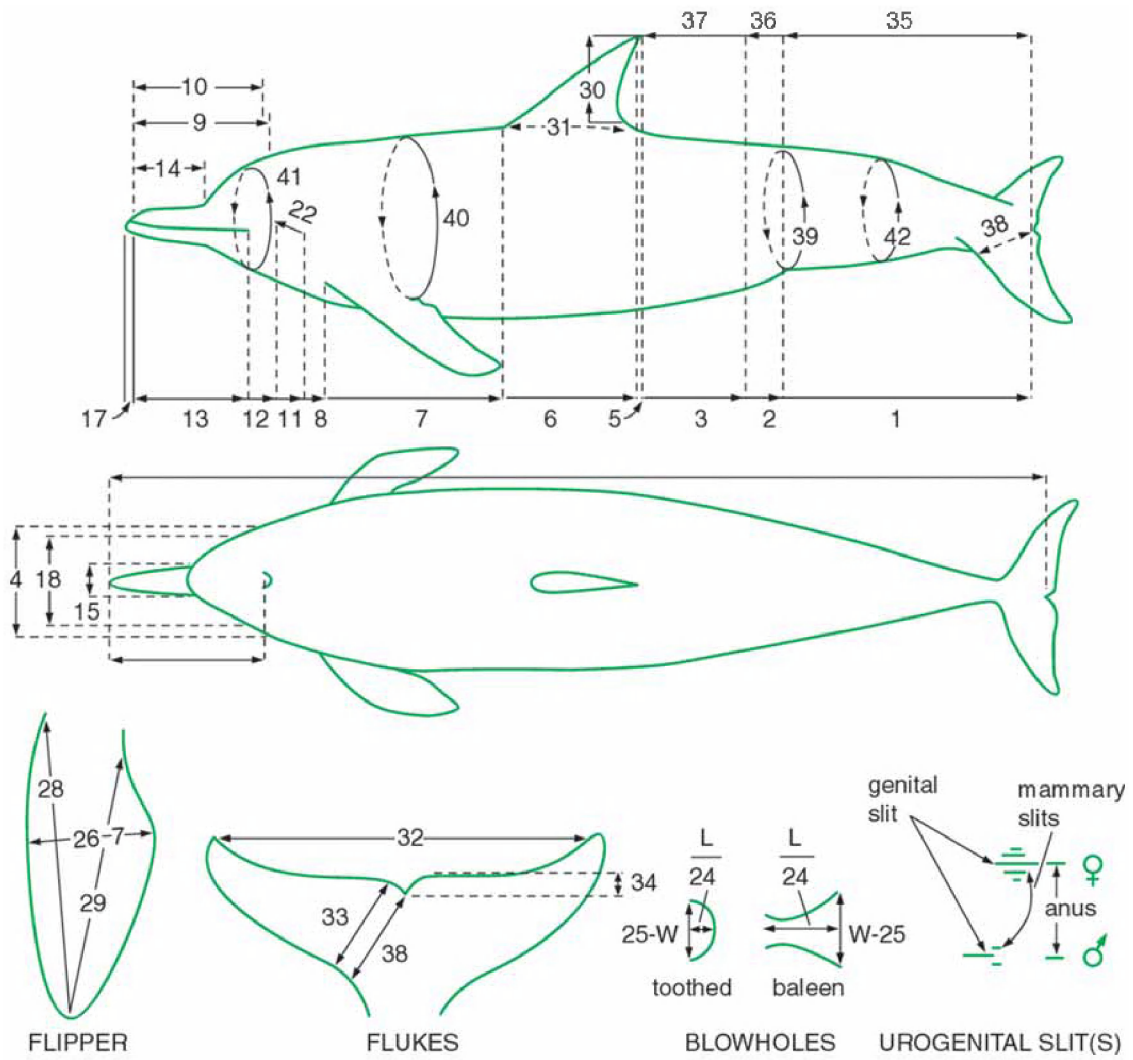 37 36 35
10
9
30
31
14
41
22
40
39
42
38
17 13 12 11 8 7 6 5 3 2 1
4 18
15
28
26 7
29
32
34
33
38
L L
24 24
25-W W-25
toothed baleen
genital mammary
slit slits
♀
anus
♂
FLIPPER FLUKES BLOWHOLES UROGENITAL SLIT(S)